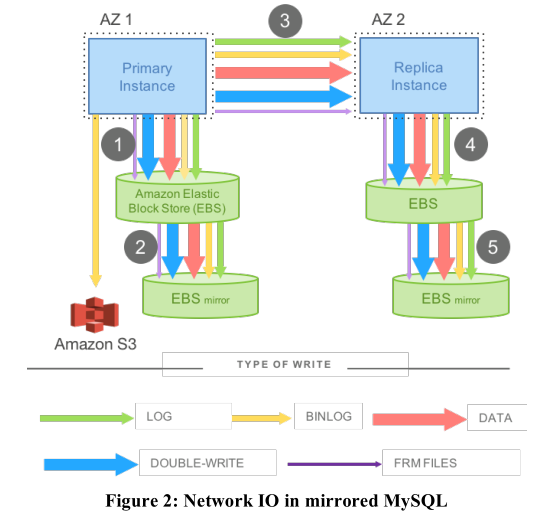 AZ 1
3
AZ 2
Primary
Instance
Replica
Instance
1
4
Amazon Elastic
Block Store (EBS)
EBS
2
5
EBS mirror
EBS mirror
Amazon S3
TYPE OF WRITE
LOG
BINLOG
DATA
DOUBLE-WRITE
FRM FILES
Figure 2: Network IO in mirrored MySQL